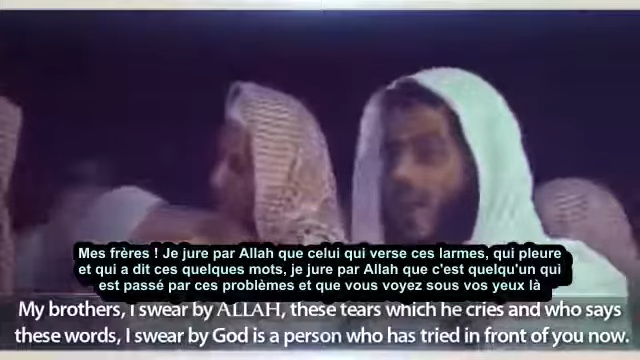 Mes frères ! Je jure par Allah que celui qui verse ces larmes, qui pleure
et qui a dit ces quelques mots, je jure par Allah que c'est quelqu'un qui
est passé par ces problèmes et que vous voyez sous vos yeux là
My brothers, I swear by ALLAH, these tears which he cries and who says
these words, I swear by God is a person who has tried in front of you now.